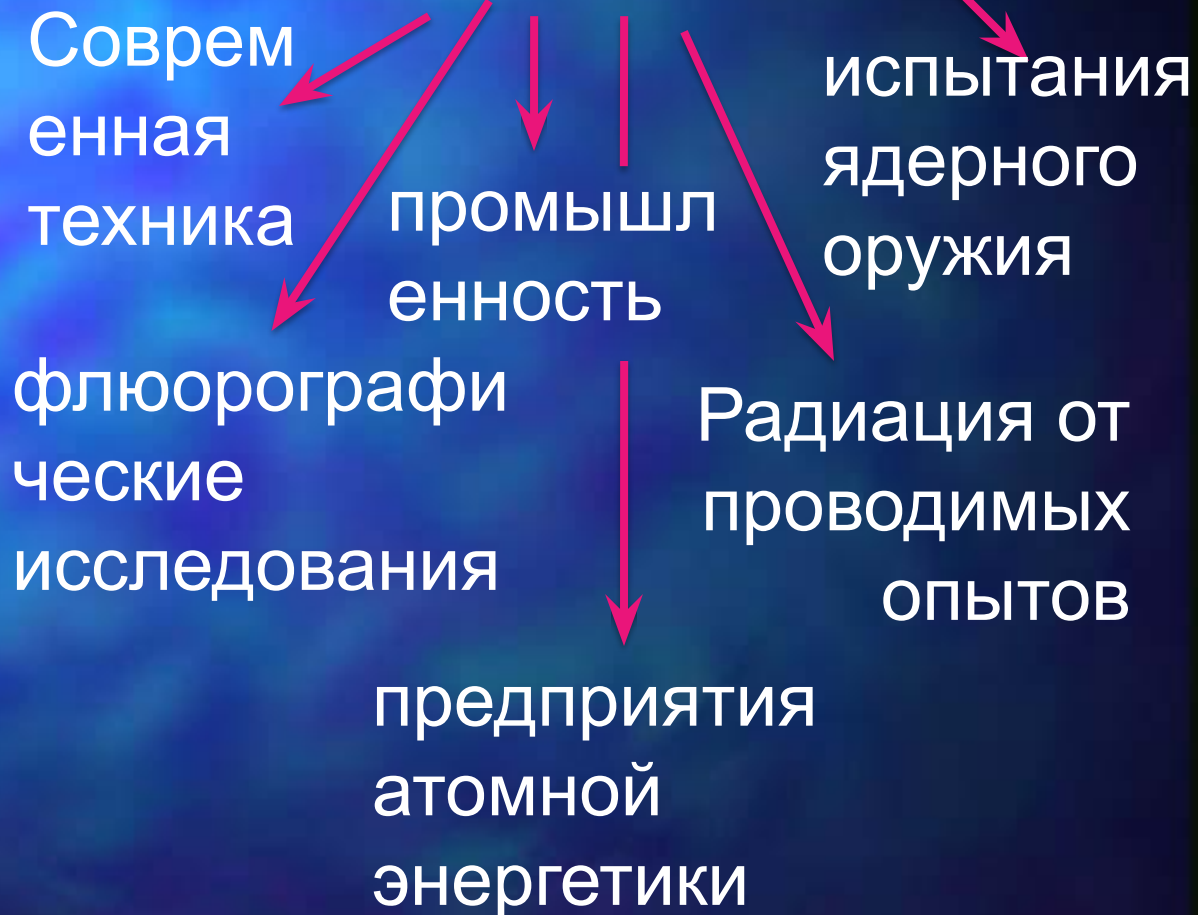 Соврем
енная
техника
промышл
енность
испытания
ядерного
оружия
флюорографи
ческие
исследования
Радиация от
проводимых
опытов
предприятия
атомной
энергетики